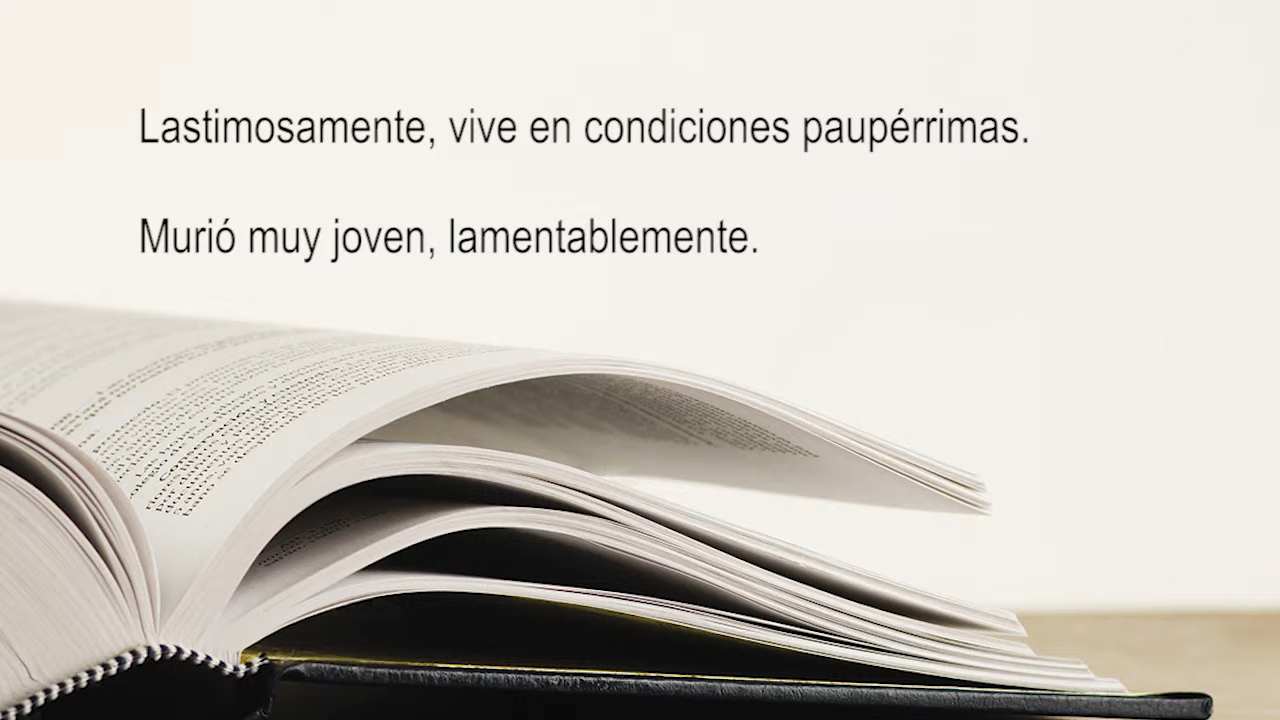 Lastimosamente, vive en condiciones paupérrimas.
Murió muy joven, lamentablemente.